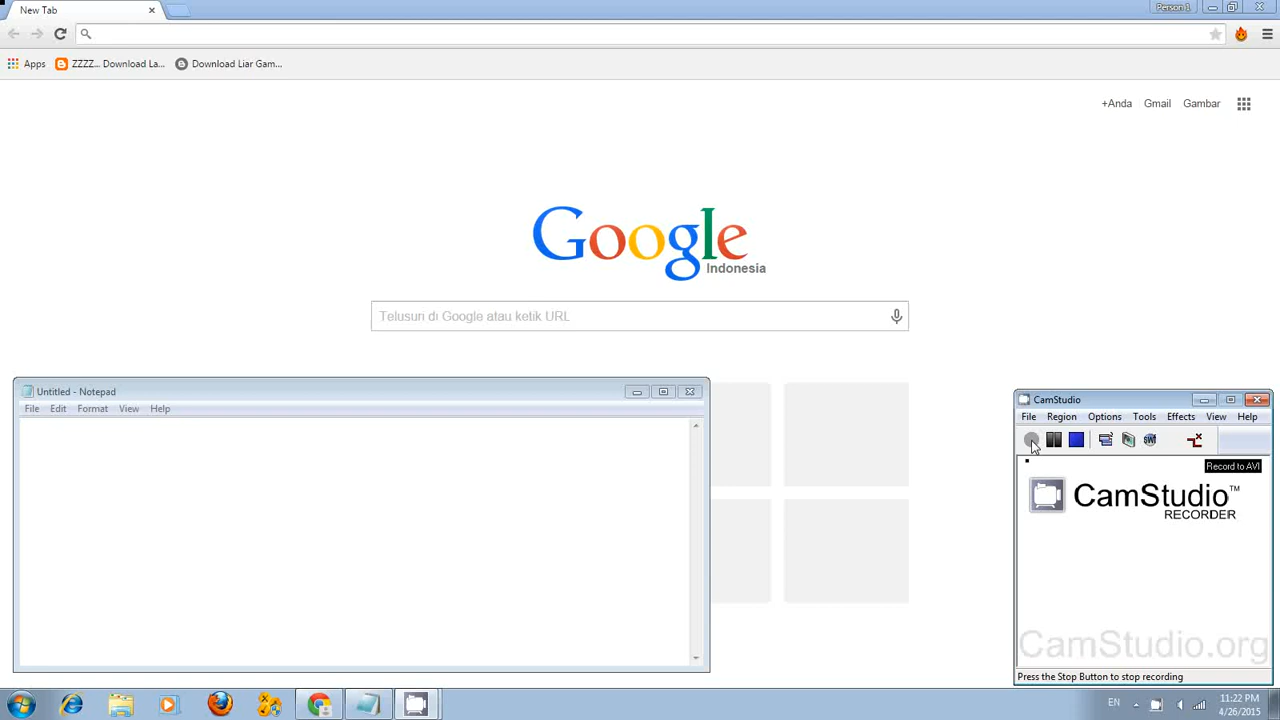 New Tab
Person 1
Apps
ZZZZ... Download La...
Download Liar Gam...
+Anda Gmail Gambar
Google
Indonesia
Telusuri di Google atau ketik URL
Untitled - Notepad
File Edit Format View Help
CamStudio
File Region Options Tools Effects View Help
Record to AVI
CamStudio™
RECORDER
CamStudio.org
Press the Stop Button to stop recording
EN
11:22 PM
4/26/2015